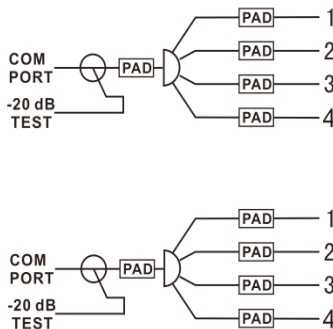 PAD 1
PAD 2
COM PORT PAD
PAD 3
-20 dB TEST
PAD 4
PAD 1
PAD 2
COM PORT PAD
PAD 3
-20 dB TEST
PAD 4